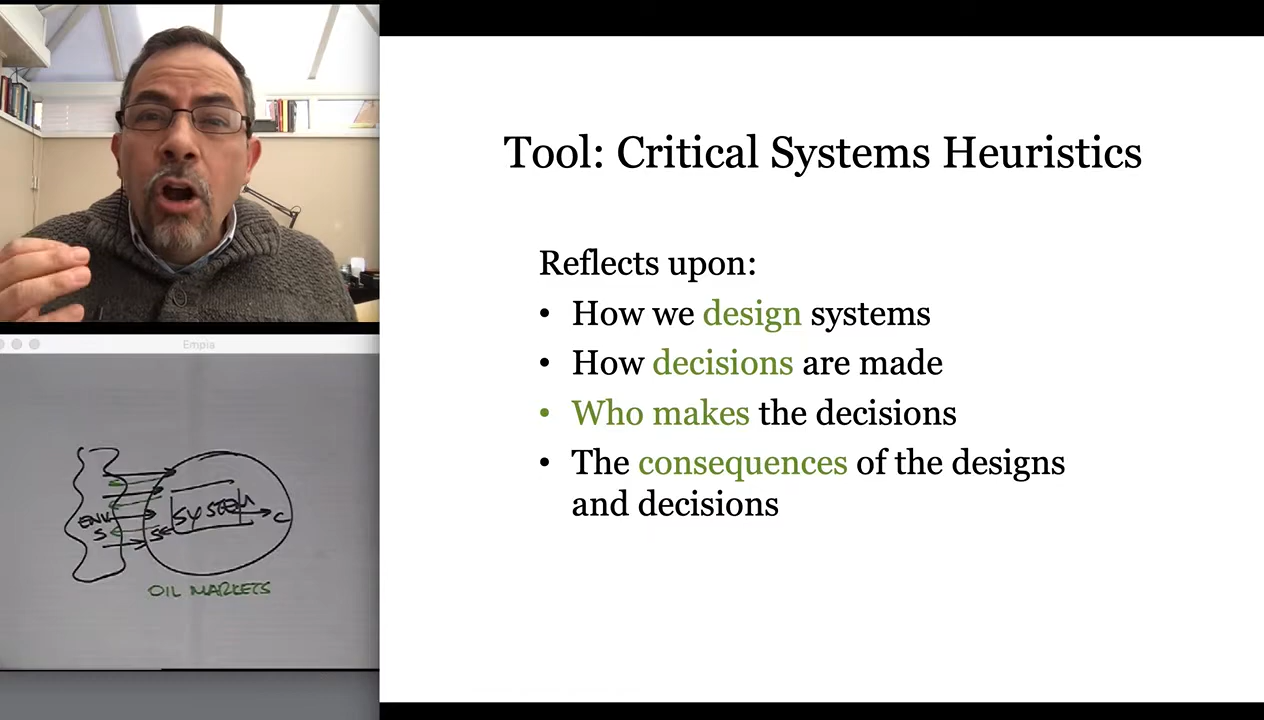 Tool: Critical Systems Heuristics
Reflects upon:
• How we design systems
• How decisions are made
• Who makes the decisions
• The consequences of the designs
and decisions
Empia
ENV
S
SYSTEM
S
C
OIL MARKETS